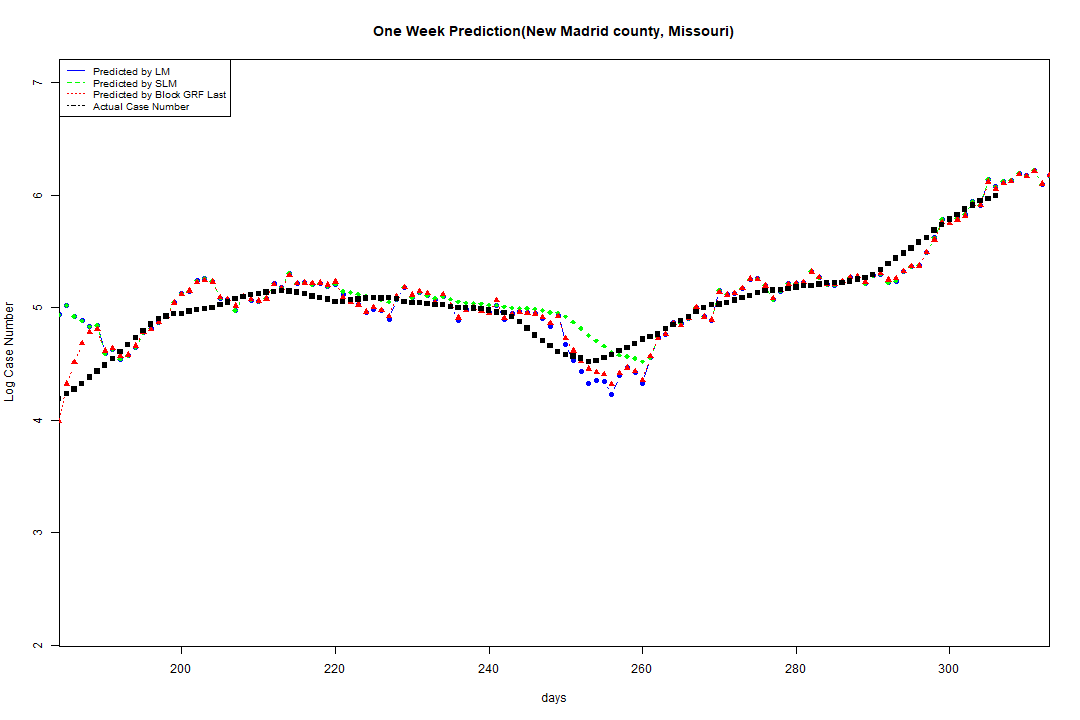 One Week Prediction(New Madrid county, Missouri)
Predicted by LM
Predicted by SLM
Predicted by Block GRF Last
Actual Case Number
7
6
5
4
3
2
Log Case Number
200 220 240 260 280 300
days